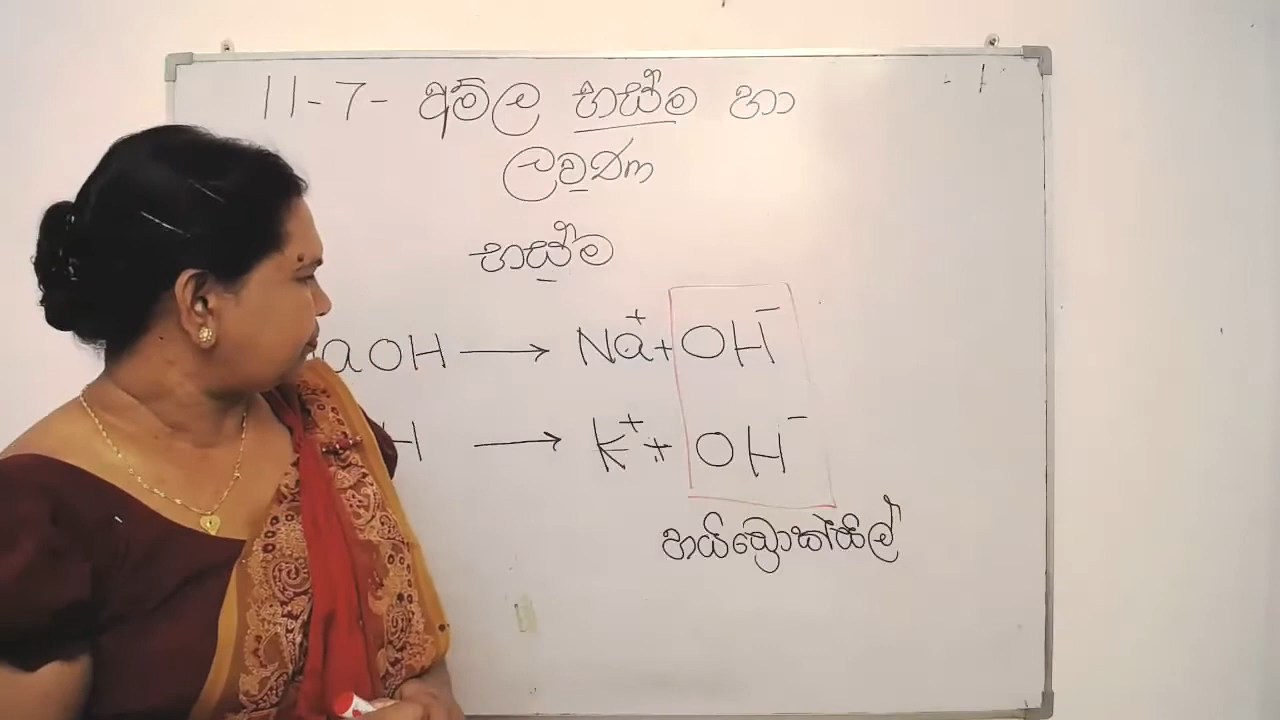 11-7- අම්ල භස්ම හා
ලවණ
භස්ම
aOH ⟶ Na⁺+ OH⁻
H ⟶ K⁺+ OH⁻
හයිඩ්‍රොක්සිල්